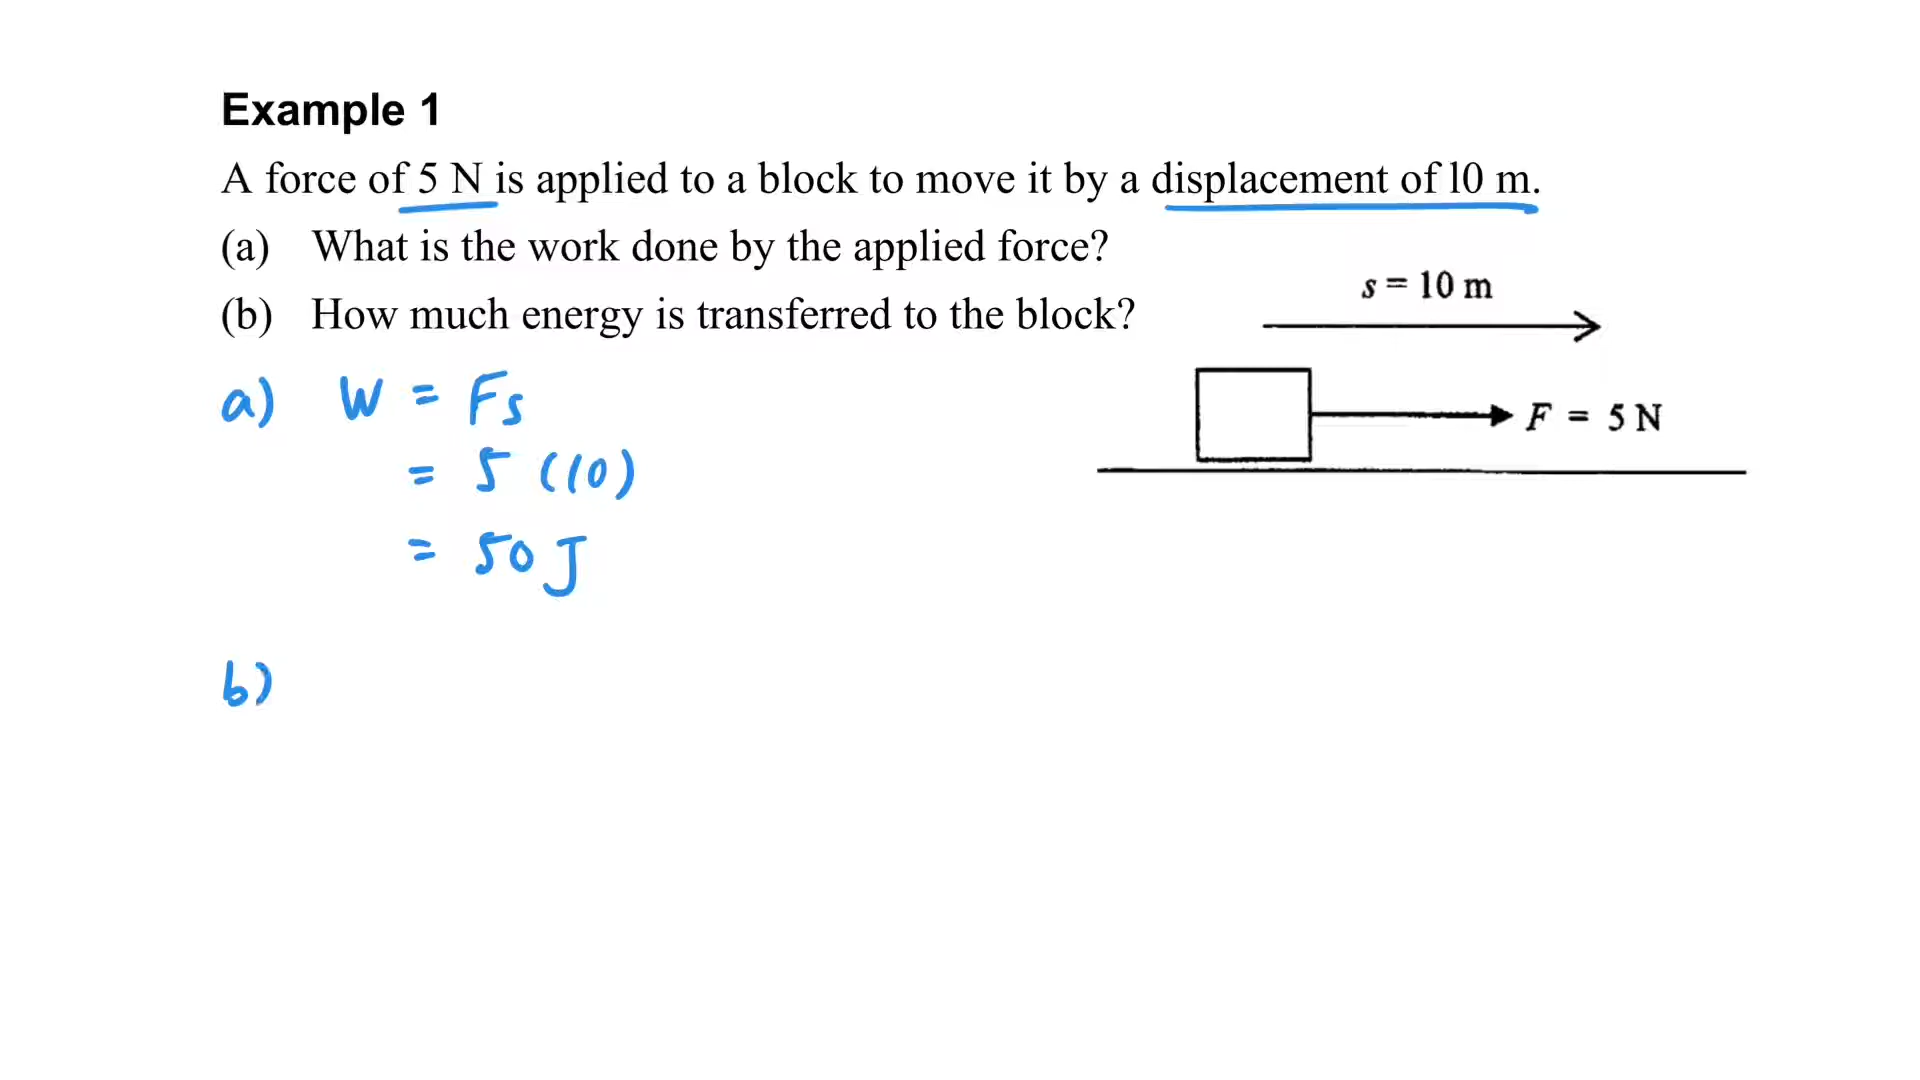 Example 1
A force of 5 N is applied to a block to move it by a displacement of 10 m.
(a) What is the work done by the applied force?
(b) How much energy is transferred to the block?
s = 10 m
F = 5 N
a) W = Fs
= 5 (10)
= 50 J
b)